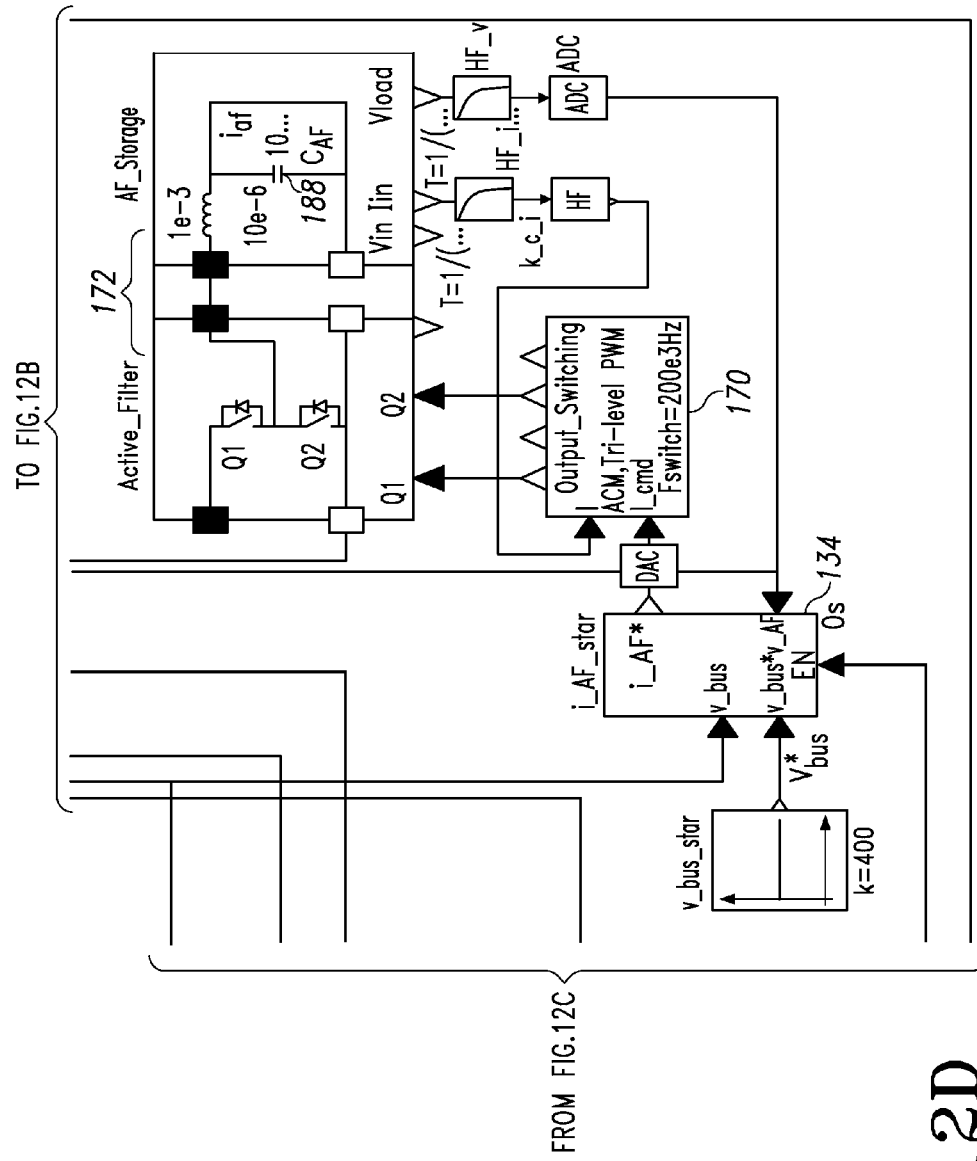 TO FIG.12B
FROM FIG.12C
Active_Filter
172
AF_Storage
1e-3
10e-6
i_af
10...
C_AF
188
Q1
Q2
Q1
Q2
Vin
Iin
Vload
T=1/(...
T=1/(...
HF_v
HF_i...
k_c_i
HF
ADC
ADC
Output_Switching
I
ACM,Tri-level PWM
i_cmd
Fswitch=200e3Hz
170
DAC
i_AF_star
i_AF*
v_bus
v_bus*
v_AF
EN
0s
134
V*bus
v_bus_star
k=400
2D